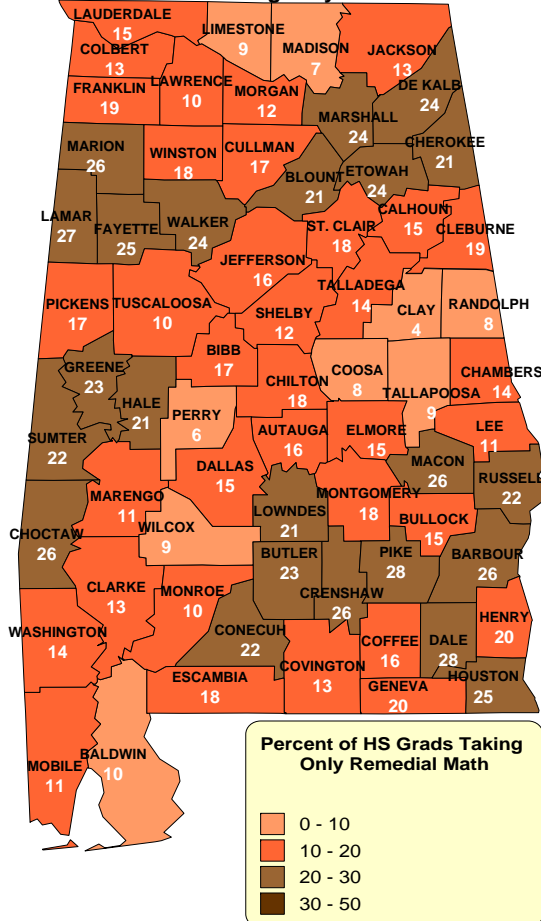 LAUDERDALE
15
LIMESTONE
9
MADISON
7
JACKSON
13
COLBERT
13
FRANKLIN
19
LAWRENCE
10
MORGAN
12
DE KALB
24
MARSHALL
24
CHEROKEE
21
MARION
26
WINSTON
18
CULLMAN
17
BLOUNT
21
ETOWAH
24
LAMAR
27
FAYETTE
25
WALKER
24
ST. CLAIR
18
CALHOUN
15
CLEBURNE
19
JEFFERSON
16
TALLADEGA
14
PICKENS
17
TUSCALOOSA
10
SHELBY
12
CLAY
4
RANDOLPH
8
BIBB
17
GREENE
23
HALE
21
PERRY
6
CHILTON
18
COOSA
8
TALLAPOOSA
9
CHAMBERS
14
SUMTER
22
DALLAS
15
AUTAUGA
16
ELMORE
15
LEE
11
MACON
26
RUSSELL
22
MARENGO
11
LOWNDES
21
MONTGOMERY
18
BULLOCK
15
CHOCTAW
26
WILCOX
9
BUTLER
23
CRENSHAW
26
PIKE
28
BARBOUR
26
CLARKE
13
MONROE
10
CONECUH
22
WASHINGTON
14
COVINGTON
13
COFFEE
16
DALE
28
HENRY
20
ESCAMBIA
18
GENEVA
20
HOUSTON
25
MOBILE
11
BALDWIN
10
Percent of HS Grads Taking
Only Remedial Math
0 - 10
10 - 20
20 - 30
30 - 50